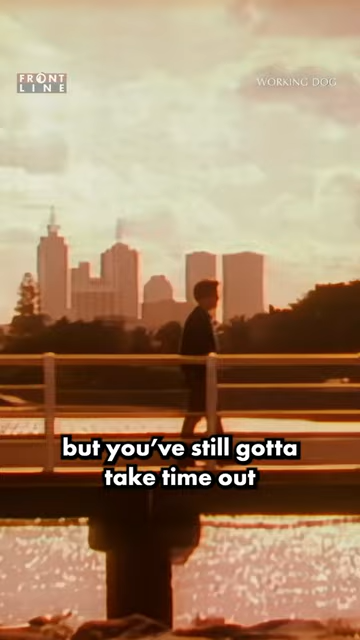 FRONT
LINE
WORKING DOG
but you've still gotta
take time out